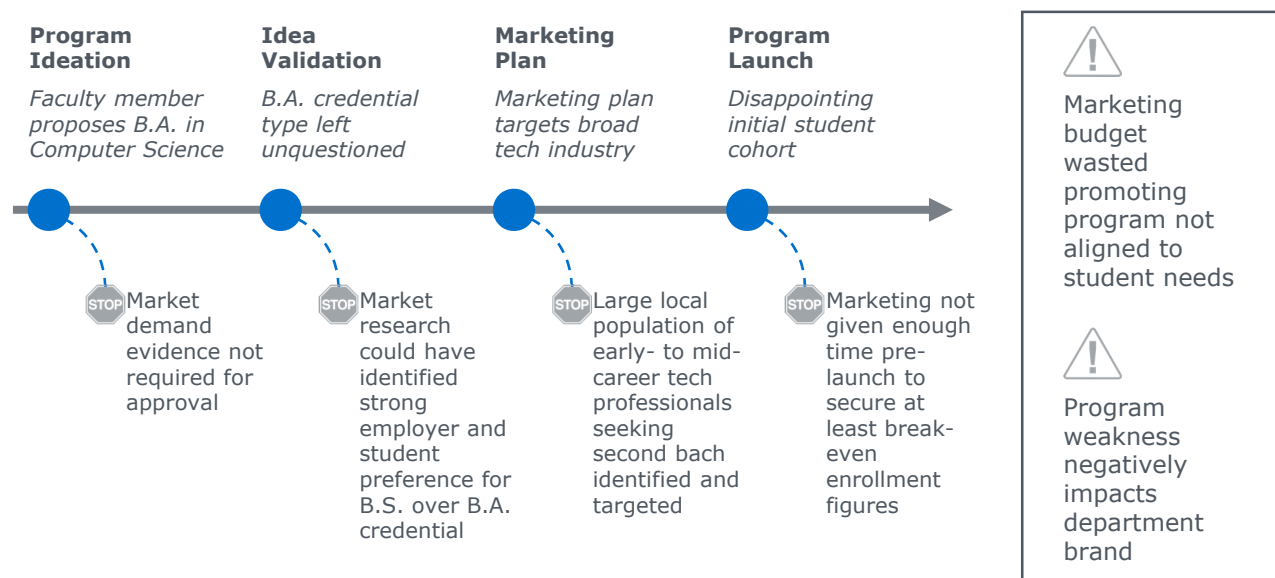 Program
Ideation
Faculty member
proposes B.A. in
Computer Science
Idea
Validation
B.A. credential
type left
unquestioned
Marketing
Plan
Marketing plan
targets broad
tech industry
Program
Launch
Disappointing
initial student
cohort
STOP
Market
demand
evidence not
required for
approval
STOP
Market
research
could have
identified
strong
employer and
student
preference for
B.S. over B.A.
credential
STOP
Large local
population of
early- to mid-
career tech
professionals
seeking
second bach
identified and
targeted
STOP
Marketing not
given enough
time pre-
launch to
secure at
least break-
even
enrollment
figures
!
Marketing
budget
wasted
promoting
program not
aligned to
student needs
!
Program
weakness
negatively
impacts
department
brand